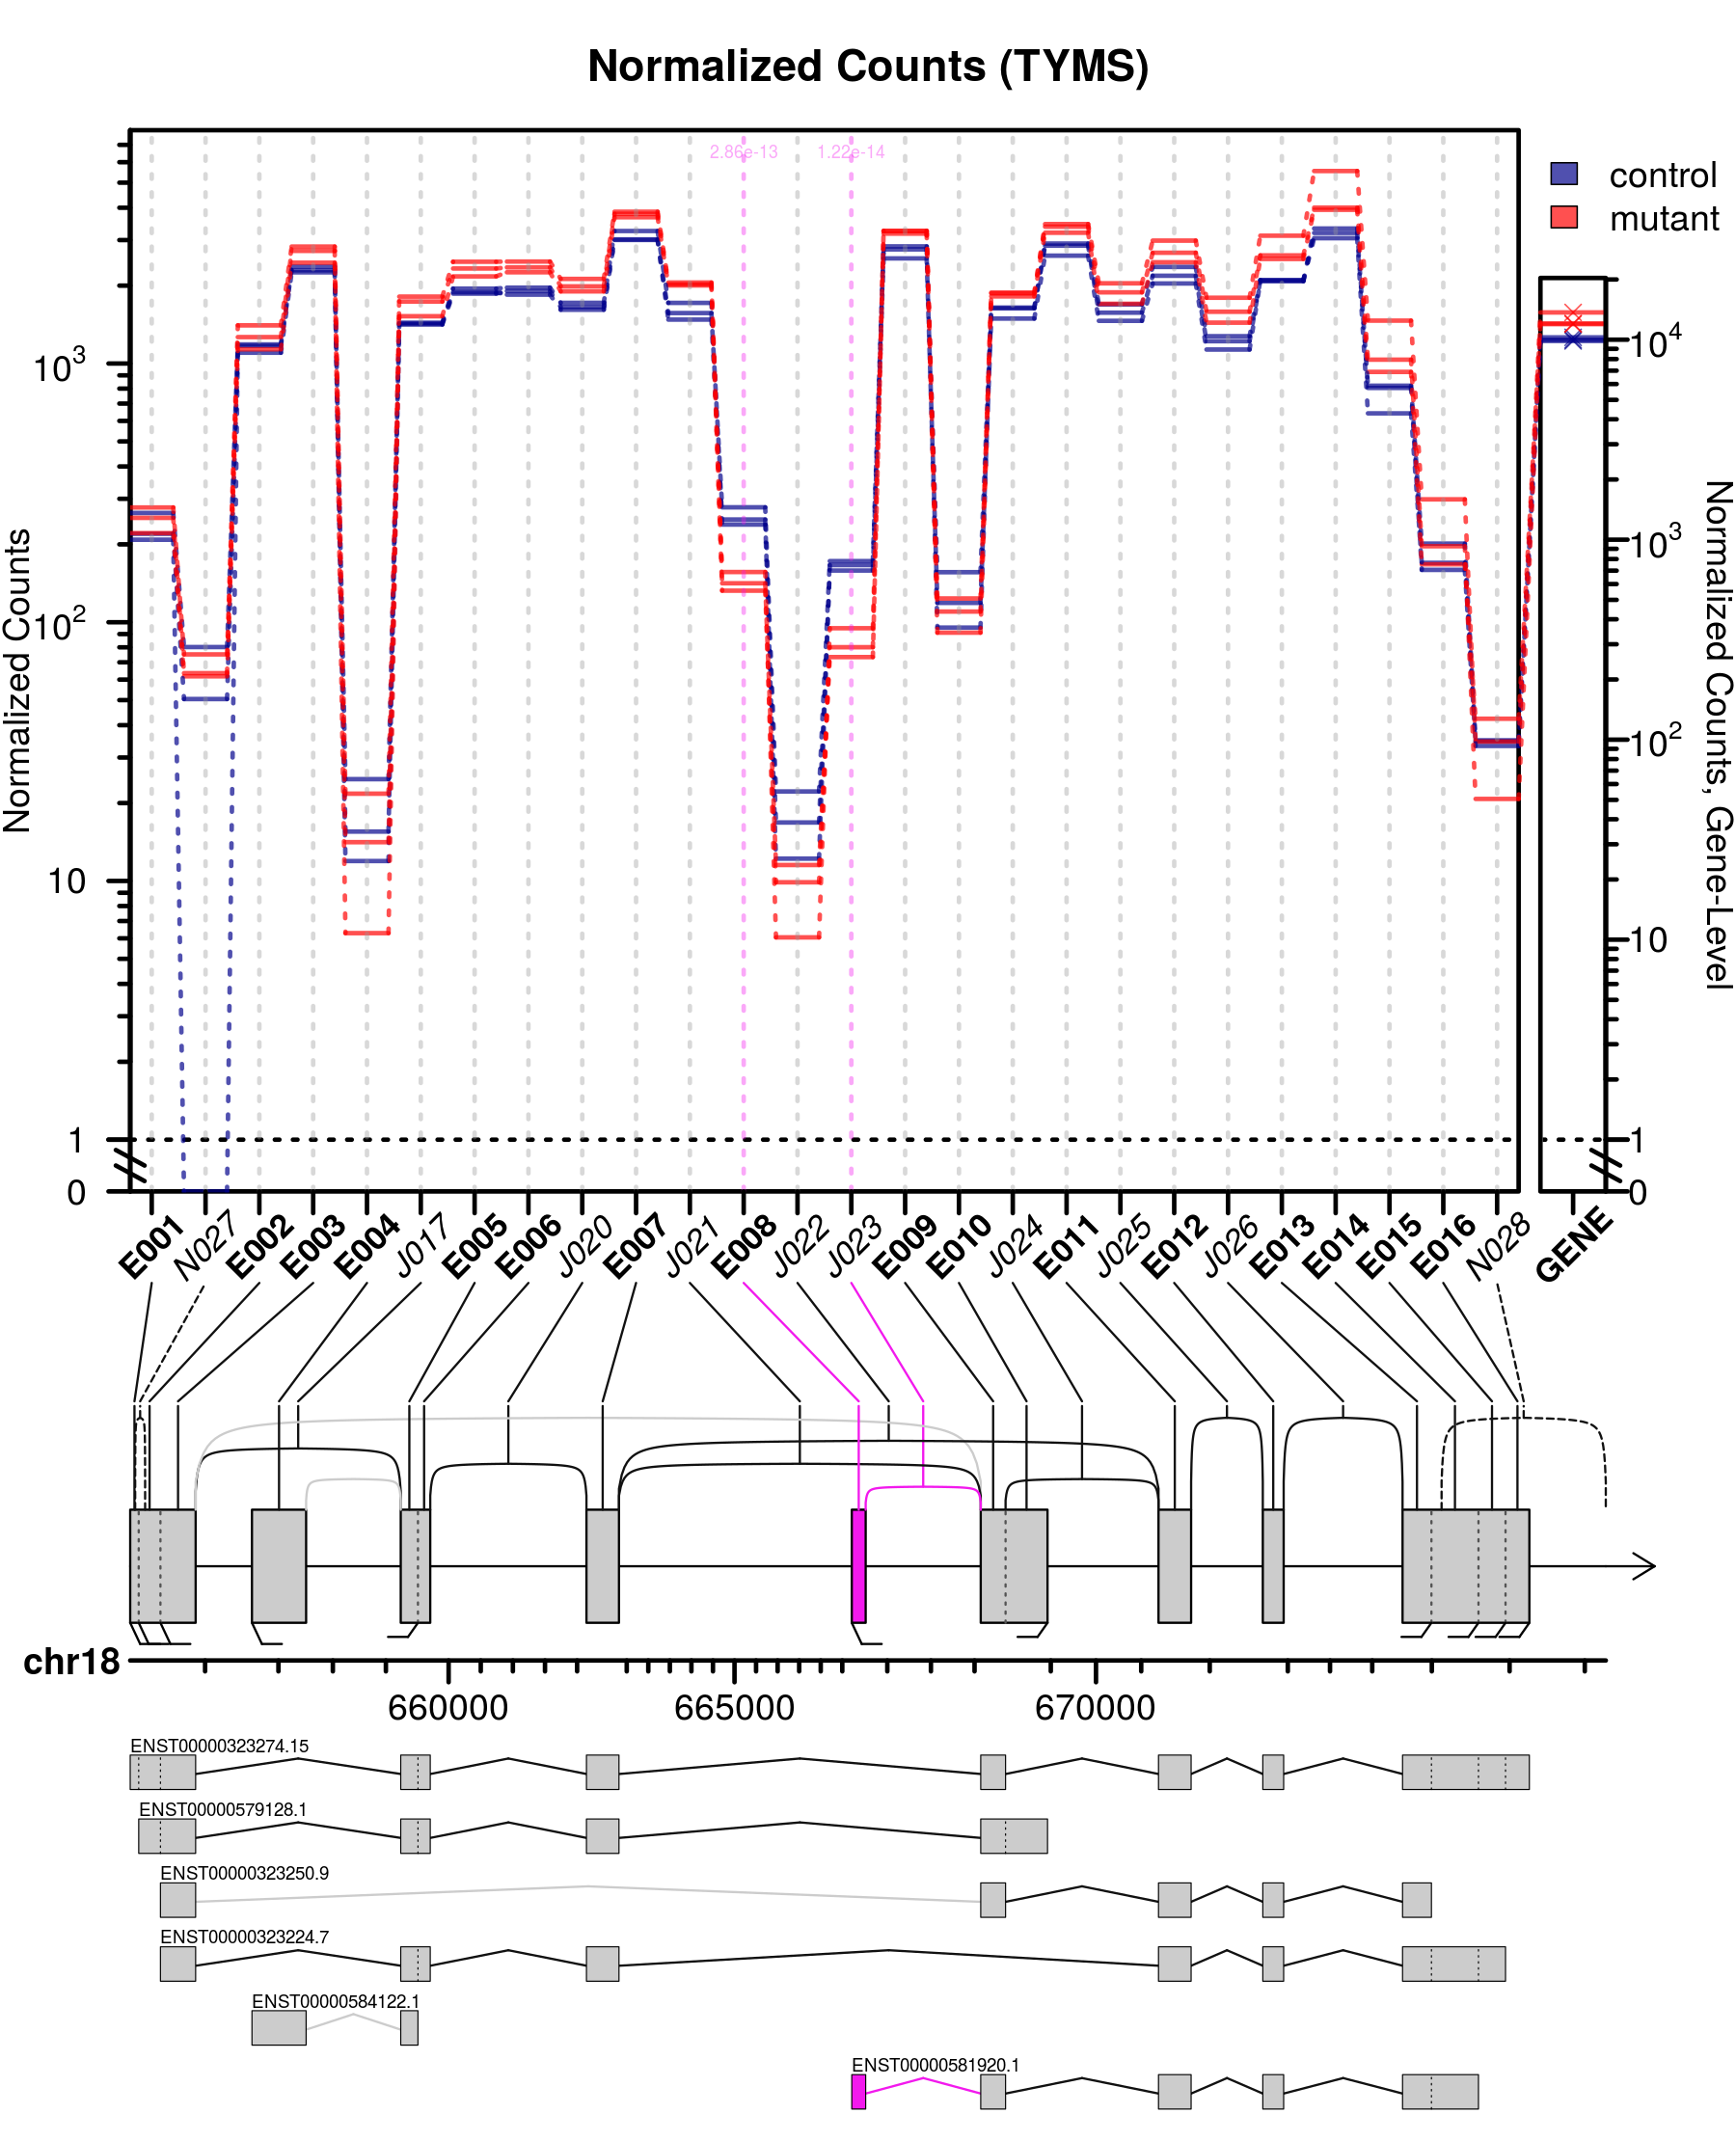 Normalized Counts (TYMS)
2.86e-13 1.22e-14
control
mutant
Normalized Counts
10^3
10^2
10
1
0
10^4
10^3
10^2
10
1
0
Normalized Counts, Gene-Level
E001 N027 E002 E003 E004 J017 E005 E006 J020 E007 J021 E008 J022 J023 E009 E010 J024 E011 J025 E012 J026 E013 E014 E015 E016 N028 GENE
chr18
660000 665000 670000
ENST00000323274.15
ENST00000579128.1
ENST00000323250.9
ENST00000323224.7
ENST00000584122.1
ENST00000581920.1